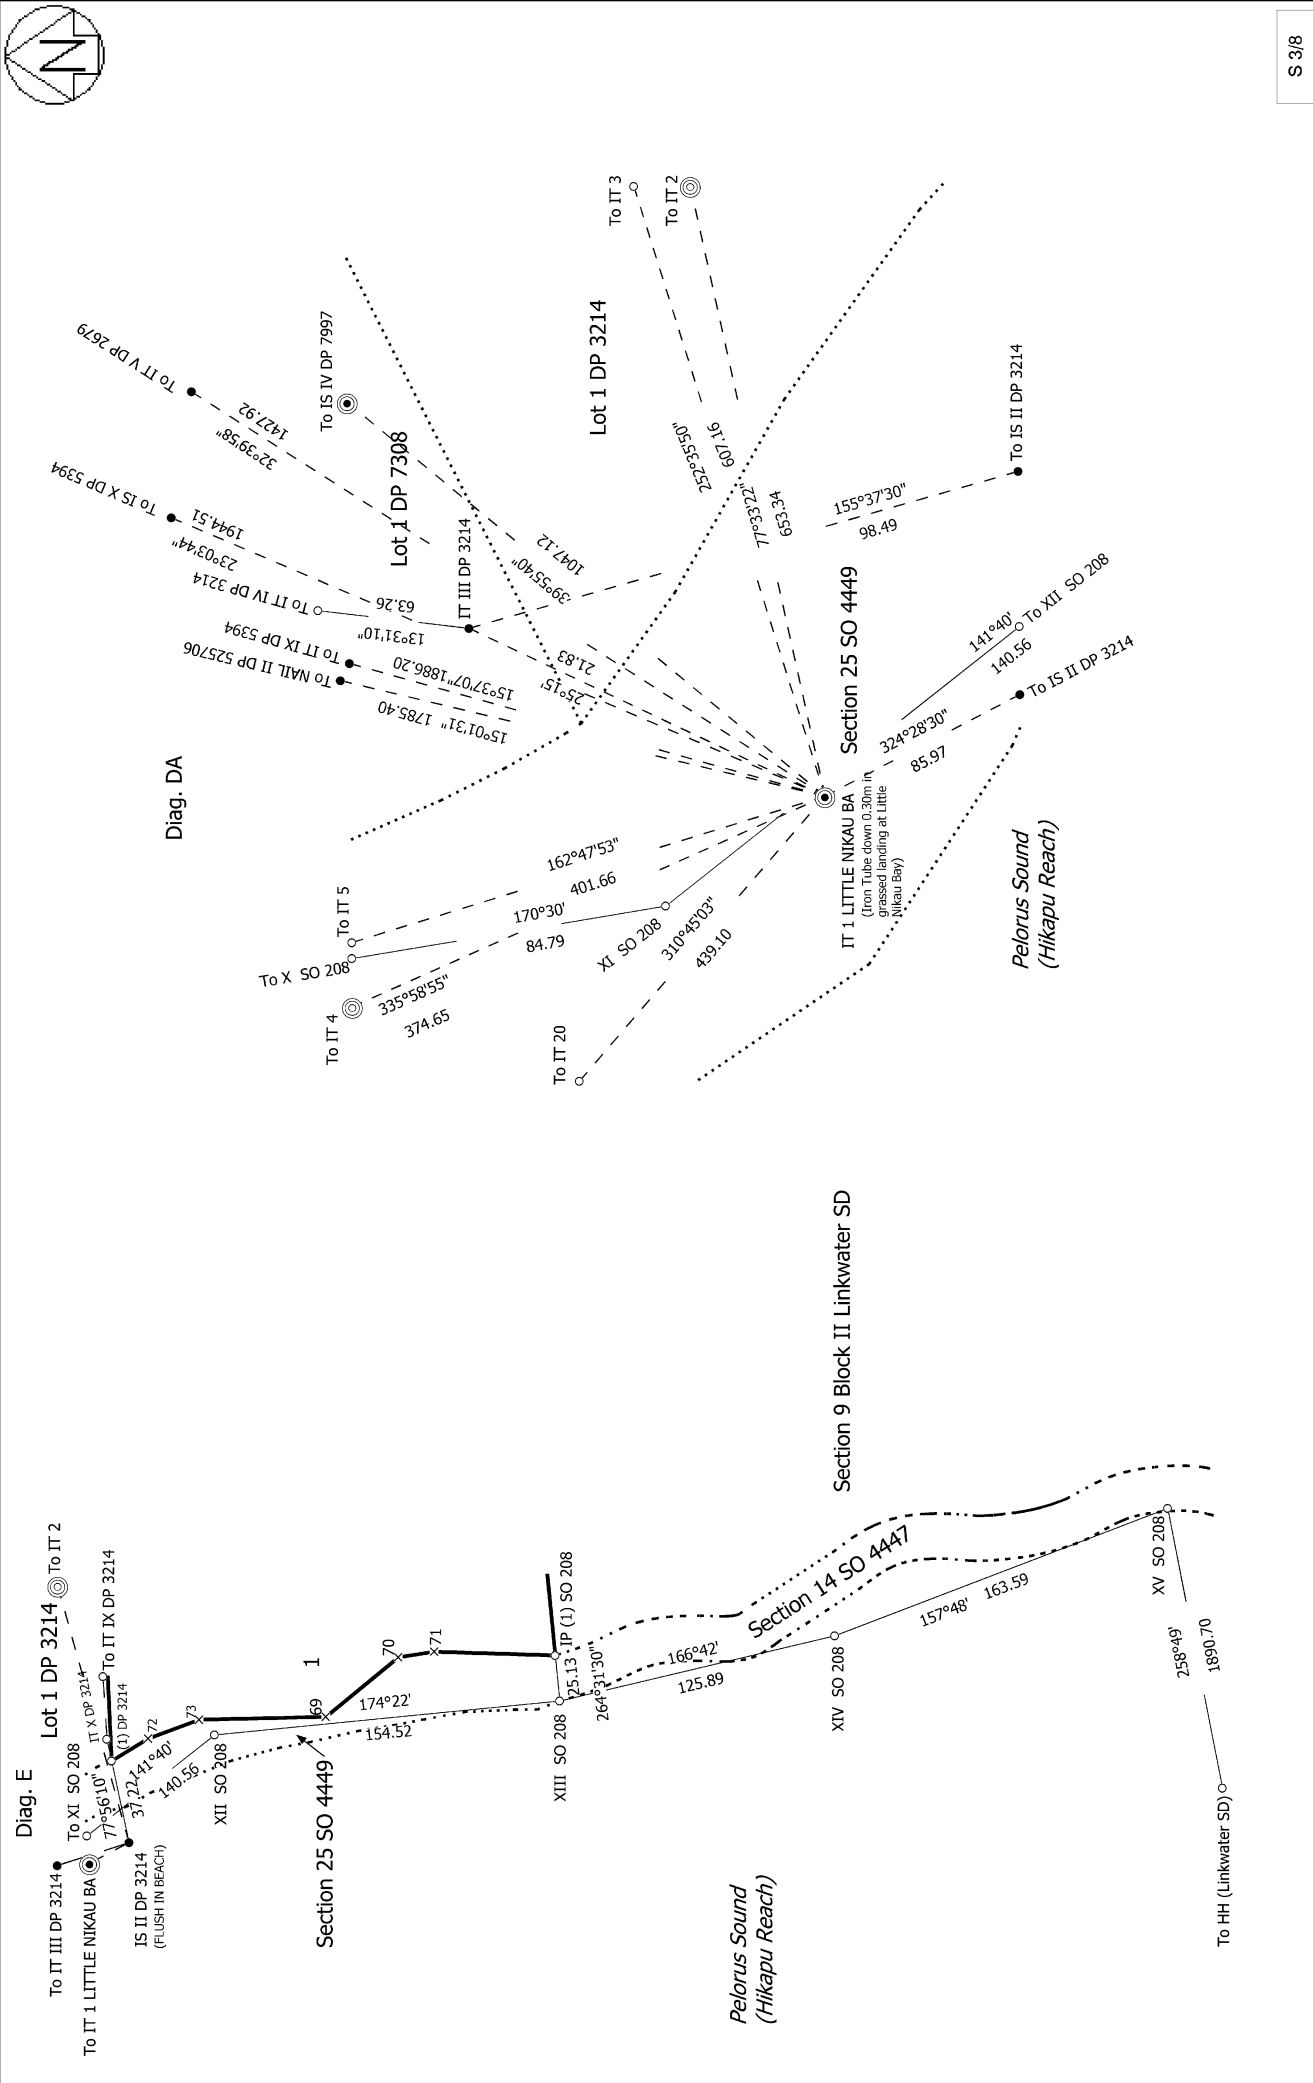 N
S 3/8
Diag. DA
To IT V DP 2679
1427.92
32°39'58"
To IS IV DP 7997
1047.12
39°55'40"
To IS X DP 5394
1944.51
23°03'44"
To IT IV DP 3214
63.26
13°31'10"
Lot 1 DP 7308
IT III DP 3214
To IT IX DP 5394
15°37'07"
1886.20
To NAIL II DP 525706
15°01'31"
1785.40
21.83
25°15'
To IT 3
252°35'50"
607.16
To IT 2
77°33'22"
653.34
Lot 1 DP 3214
155°37'30"
98.49
To IS II DP 3214
Section 25 SO 4449
141°40'
140.56
To XII SO 208
324°28'30"
85.97
To IS II DP 3214
IT 1 LITTLE NIKAU BA
(Iron Tube down 0.30m in
grassed landing at Little
Nikau Bay)
To IT 5
162°47'53"
401.66
To X SO 208
170°30'
84.79
XI SO 208
To IT 4
335°58'55"
374.65
To IT 20
310°45'03"
439.10
Pelorus Sound
(Hikapu Reach)
Diag. E
To IT III DP 3214
To IT 1 LITTLE NIKAU BA
To XI SO 208
Lot 1 DP 3214
To IT 2
To IT IX DP 3214
IT X DP 3214
(1) DP 3214
77°56'10"
37.22
IS II DP 3214
(FLUSH IN BEACH)
141°40'
140.56
72
73
XII SO 208
69
1
70
71
174°22'
154.52
Section 25 SO 4449
XIII SO 208
25.13
264°31'30"
IP (1) SO 208
166°42'
125.89
XIV SO 208
Section 14 SO 4447
Section 9 Block II Linkwater SD
157°48'
163.59
XV SO 208
258°49'
1890.70
To HH (Linkwater SD)
Pelorus Sound
(Hikapu Reach)